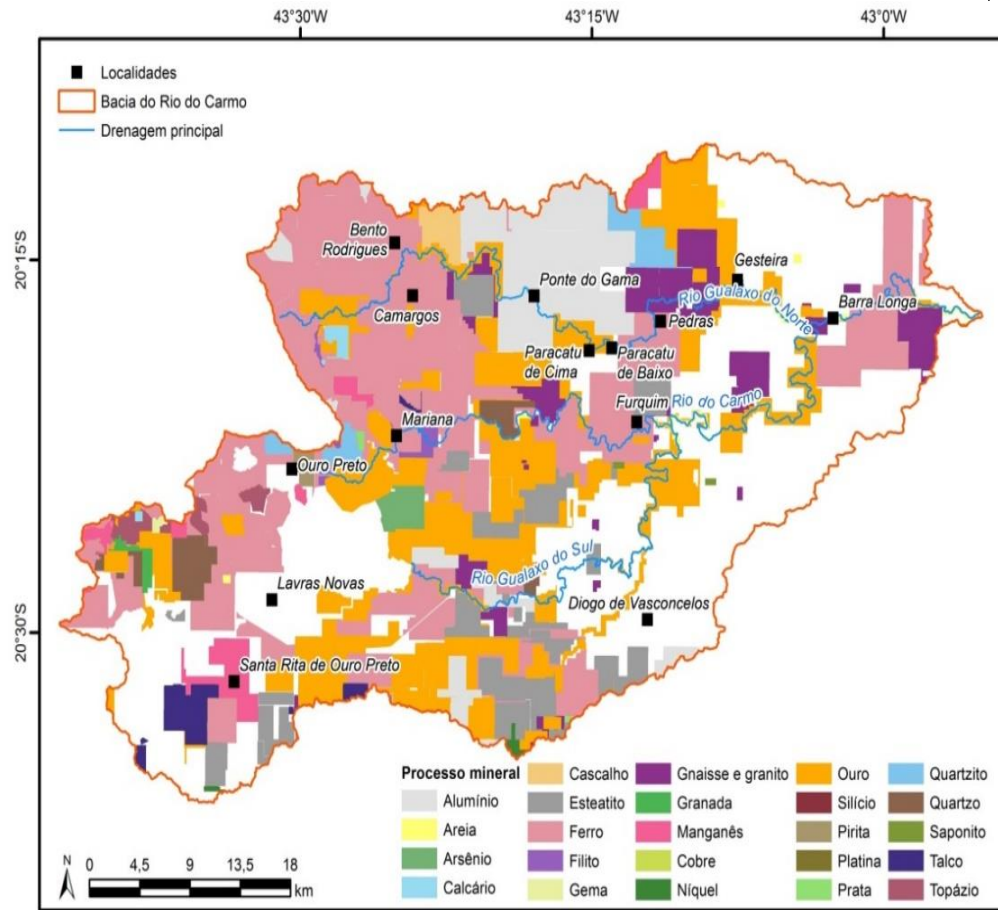 43°30'W
43°15'W
43°0'W
Localidades
Bacia do Rio do Carmo
Drenagem principal
20°15'S
20°30'S
Bento
Rodrigues
Camargos
Ponte do Gama
Gesteira
Rio Gualaxo do Norte
Barra Longa
Pedras
Paracatu
de Cima
Paracatu
de Baixo
Mariana
Furquim
Rio do Carmo
Ouro Preto
Rio Gualaxo do Sul
Lavras Novas
Diogo de Vasconcelos
Santa Rita de Ouro Preto
Processo mineral
Alumínio
Areia
Arsênio
Calcário
Cascalho
Esteatito
Ferro
Filito
Gema
Gnaisse e granito
Granada
Manganês
Cobre
Níquel
Ouro
Silício
Pirita
Platina
Prata
Quartzito
Quartzo
Saponito
Talco
Topázio
N
0 4,5 9 13,5 18
km